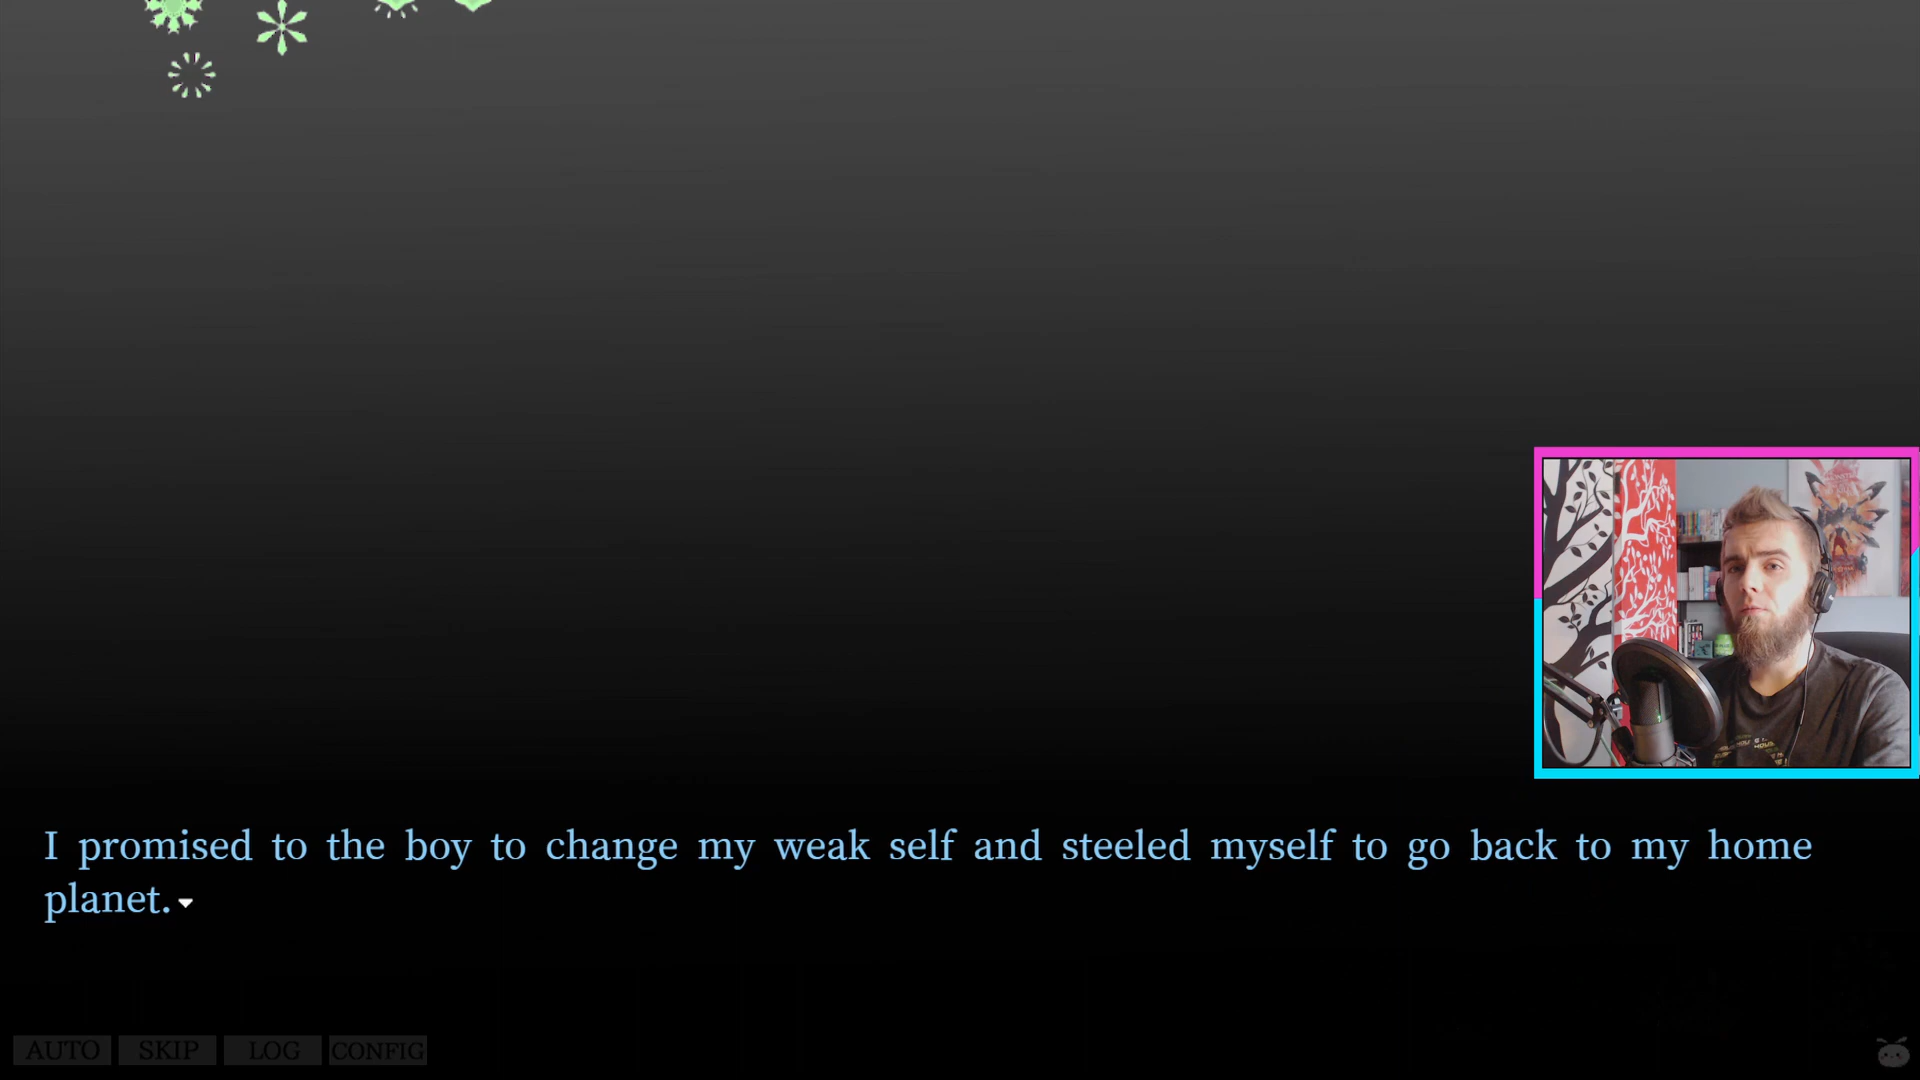 I promised to the boy to change my weak self and steeled myself to go back to my home
planet.
AUTO SKIP LOG CONFIG